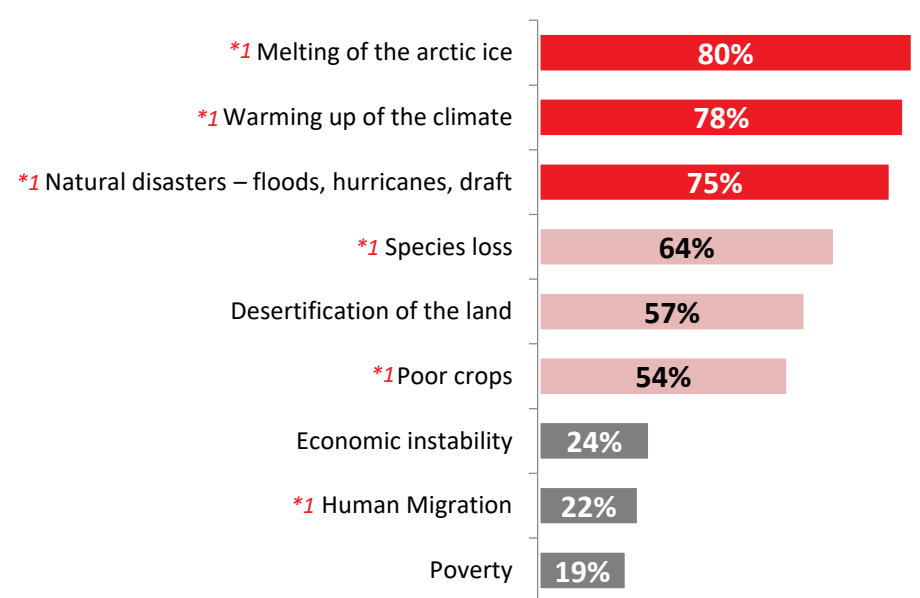 *1 Melting of the arctic ice 80%
*1 Warming up of the climate 78%
*1 Natural disasters – floods, hurricanes, draft 75%
*1 Species loss 64%
Desertification of the land 57%
*1 Poor crops 54%
Economic instability 24%
*1 Human Migration 22%
Poverty 19%